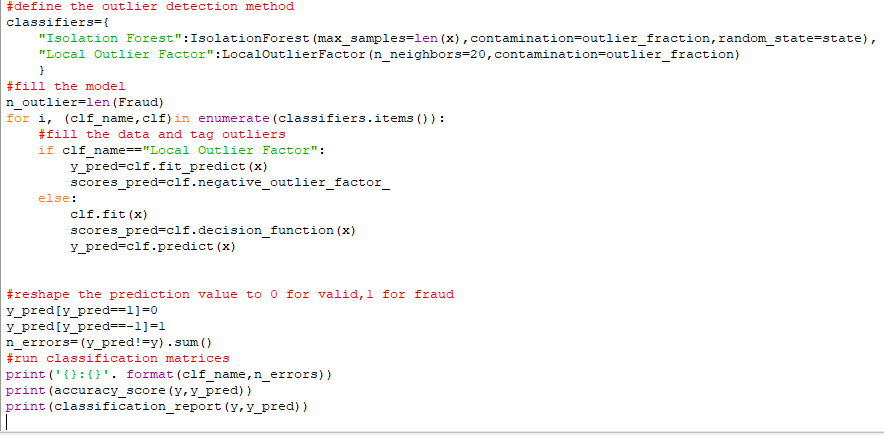 #define the outlier detection method
classifiers={
    "Isolation Forest":IsolationForest(max_samples=len(x),contamination=outlier_fraction,random_state=state),
    "Local Outlier Factor":LocalOutlierFactor(n_neighbors=20,contamination=outlier_fraction)
    }
#fill the model
n_outlier=len(Fraud)
for i, (clf_name,clf)in enumerate(classifiers.items()):
    #fill the data and tag outliers
    if clf_name=="Local Outlier Factor":
        y_pred=clf.fit_predict(x)
        scores_pred=clf.negative_outlier_factor_
    else:
        clf.fit(x)
        scores_pred=clf.decision_function(x)
        y_pred=clf.predict(x)
#reshape the prediction value to 0 for valid,1 for fraud
y_pred[y_pred==1]=0
y_pred[y_pred==-1]=1
n_errors=(y_pred!=y).sum()
#run classification matrices
print('{}:{}'. format(clf_name,n_errors))
print(accuracy_score(y,y_pred))
print(classification_report(y,y_pred))